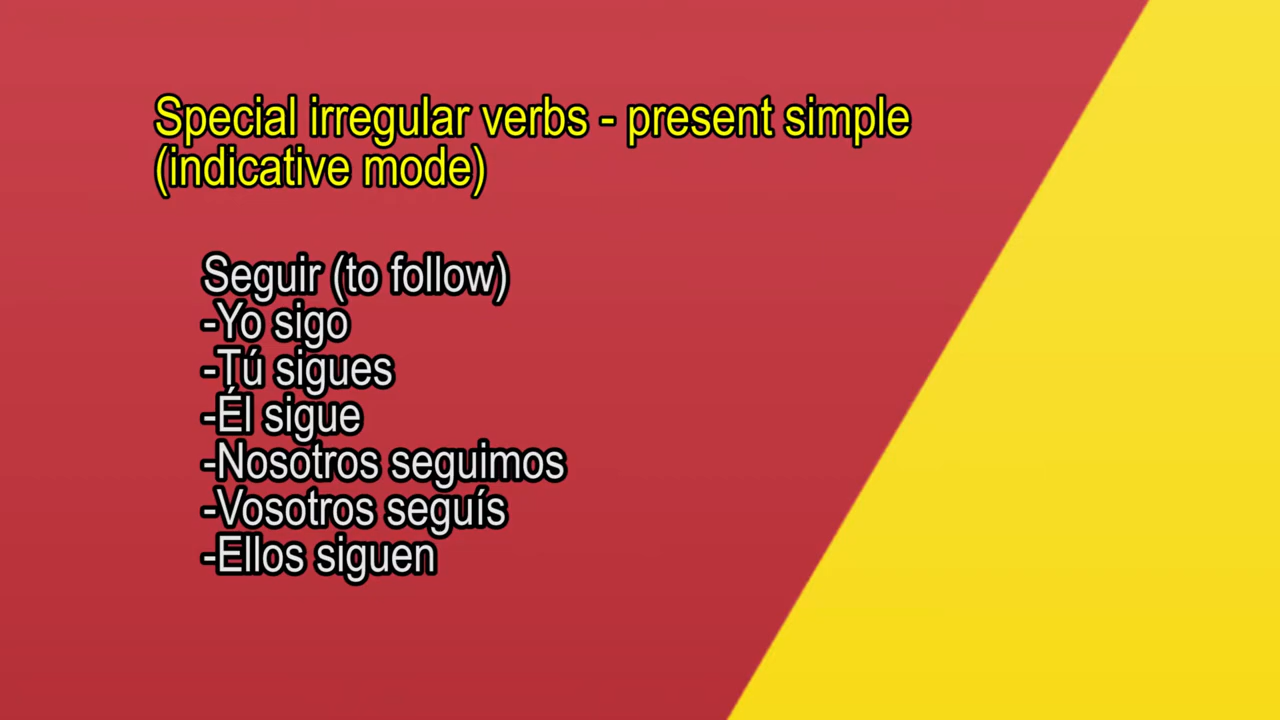 Special irregular verbs - present simple
(indicative mode)
Seguir (to follow)
-Yo sigo
-Tú sigues
-Él sigue
-Nosotros seguimos
-Vosotros seguís
-Ellos siguen